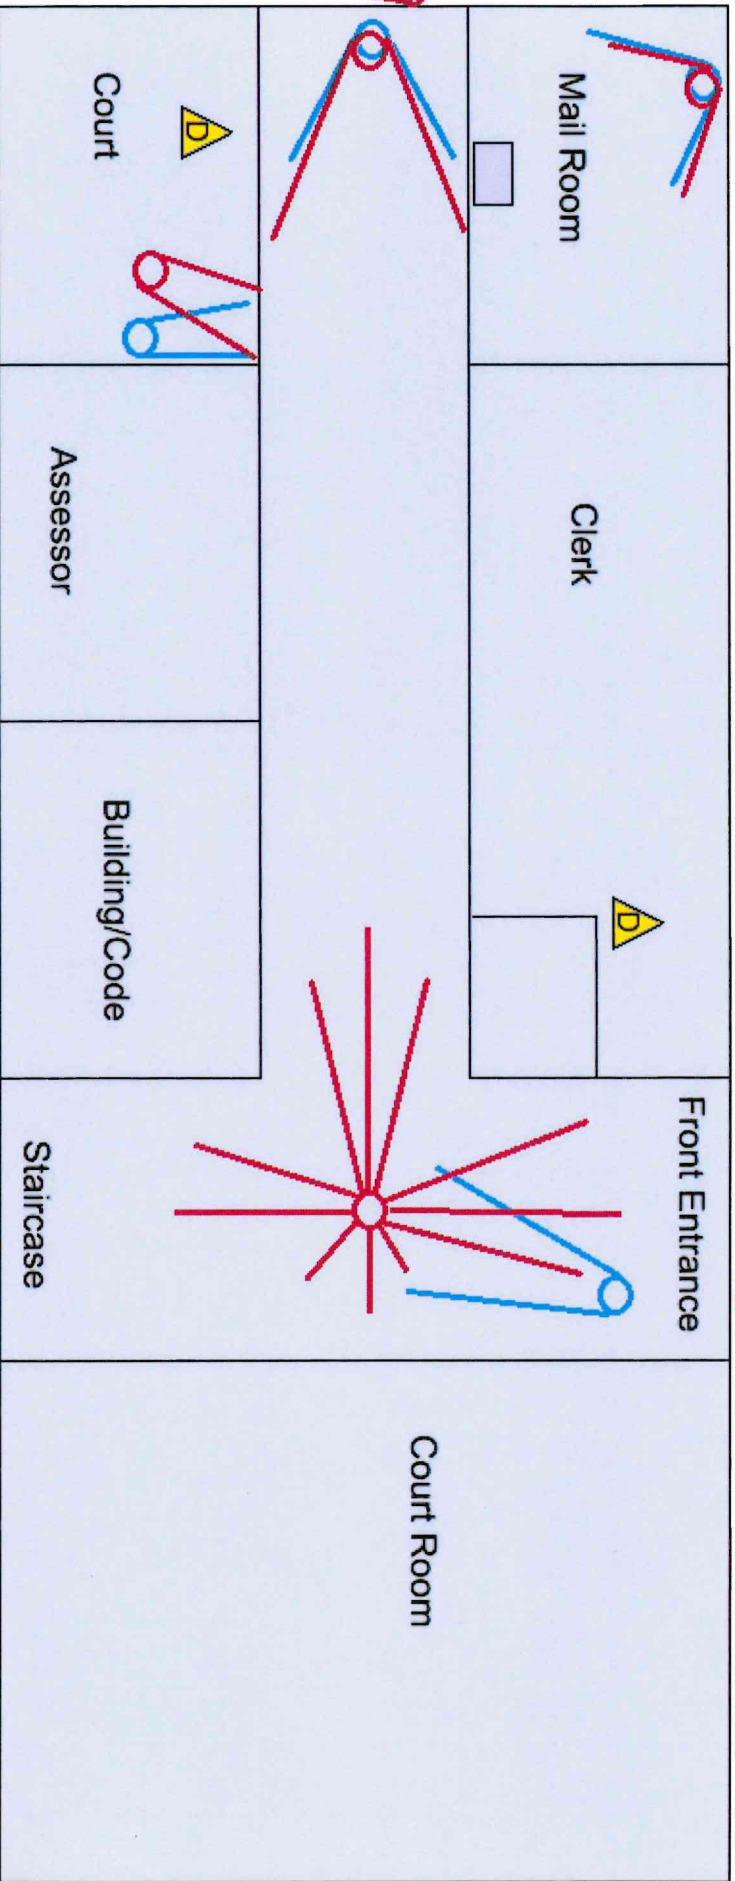 Mail Room
Clerk
D
Front Entrance
Court Room
D
Court
Assessor
Building/Code
Staircase